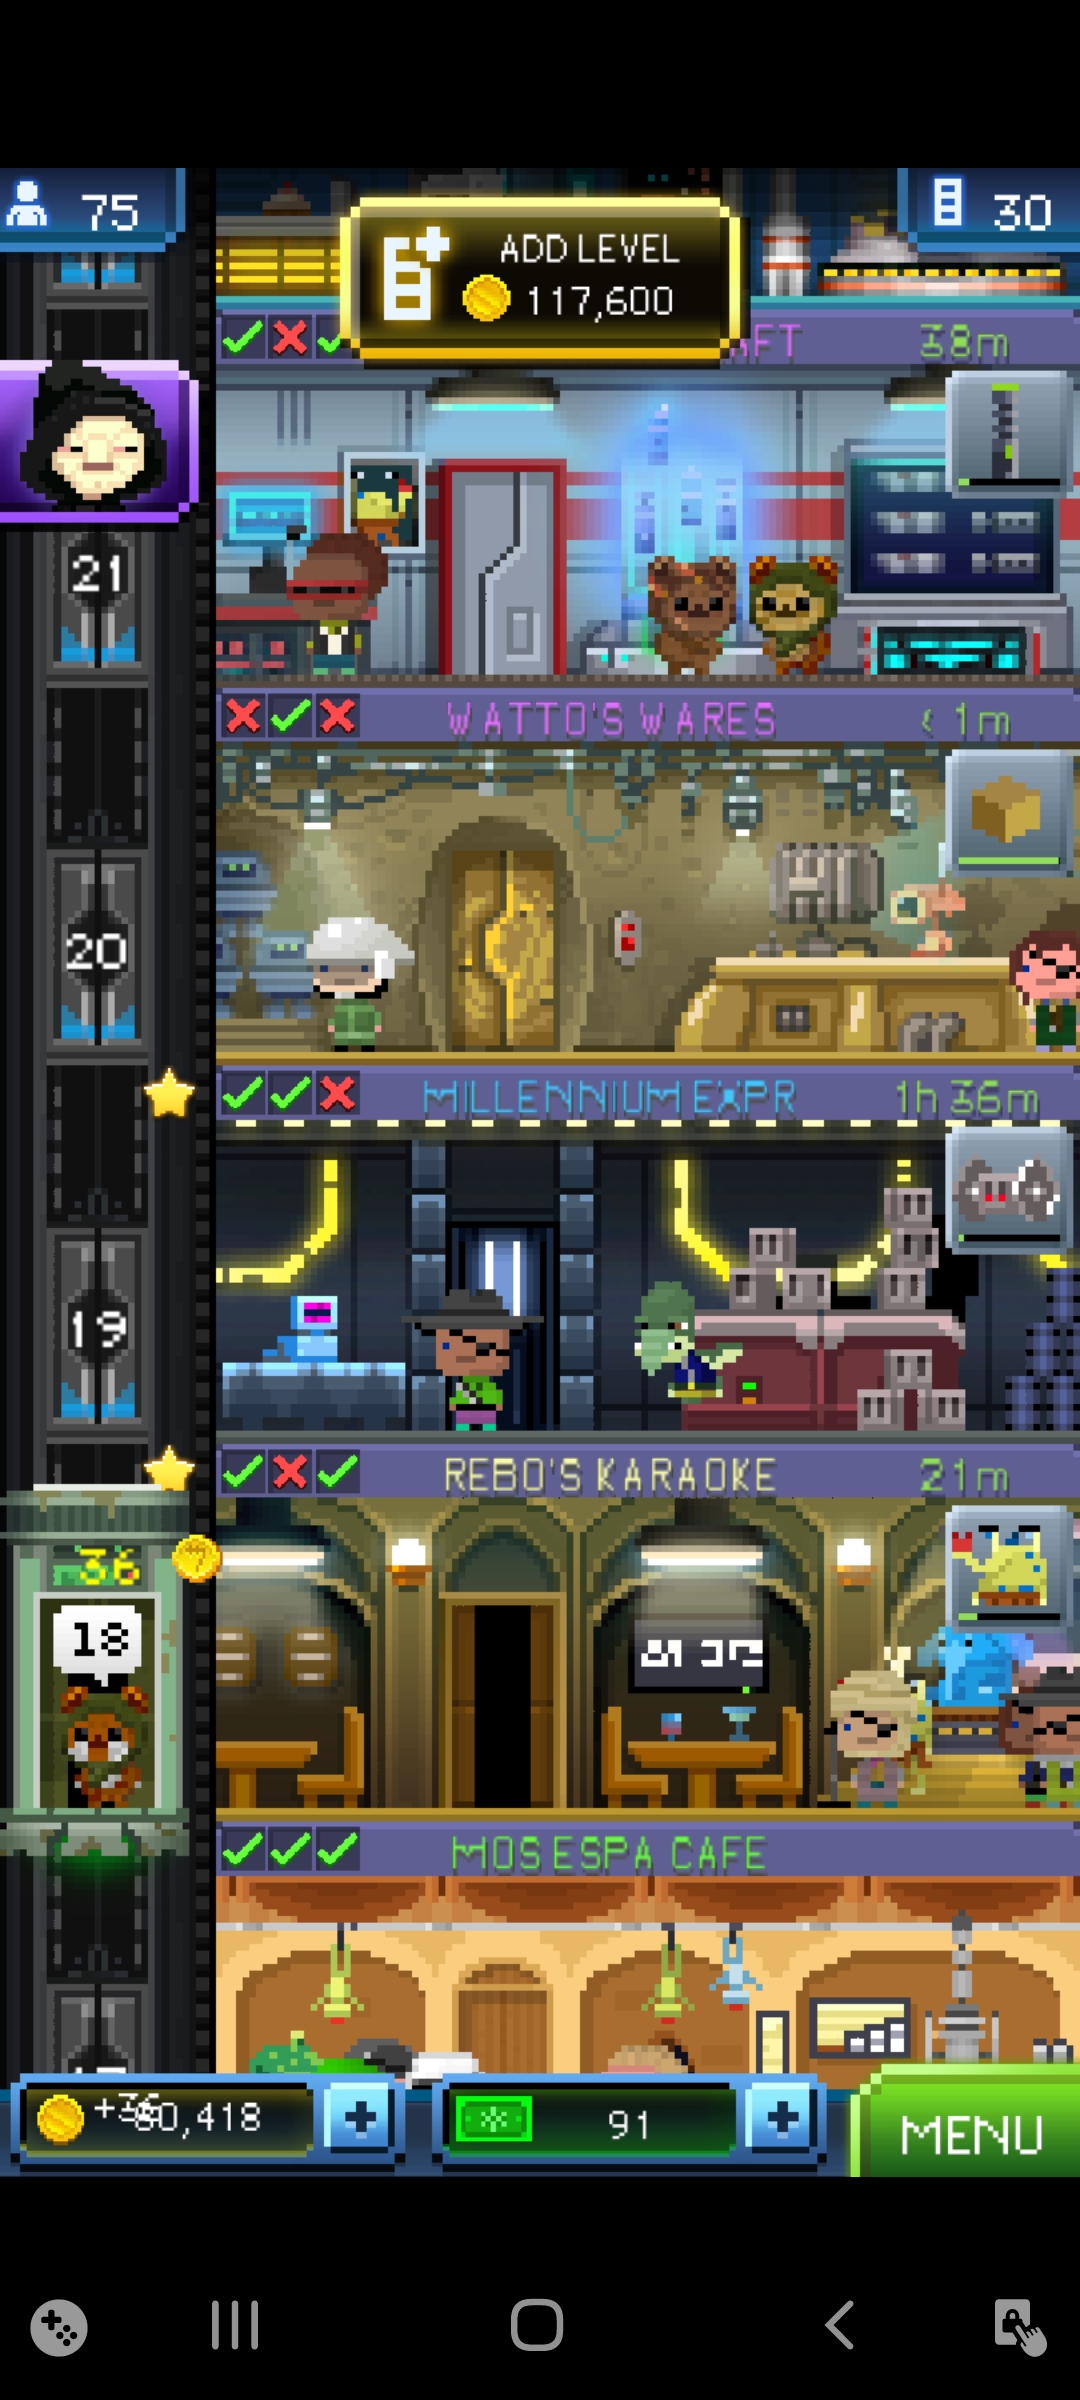 75
ADD LEVEL
117,600
30
38m
21
WATTO'S WARES
< 1m
20
MILLENNIUM EXPR
1h 36m
19
REBO'S KARAOKE
21m
36
18
MOS ESPA CAFE
91
MENU